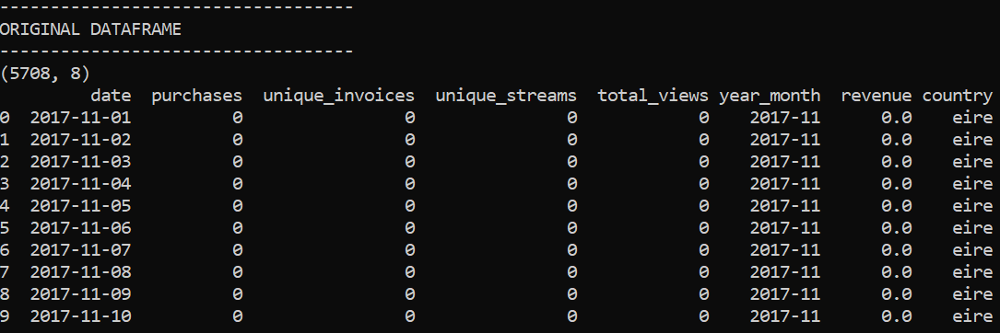 -----------------------------------
ORIGINAL DATAFRAME
-----------------------------------
(5708, 8)
date purchases unique_invoices unique_streams total_views year_month revenue country
0 2017-11-01 0 0 0 0 2017-11 0.0 eire
1 2017-11-02 0 0 0 0 2017-11 0.0 eire
2 2017-11-03 0 0 0 0 2017-11 0.0 eire
3 2017-11-04 0 0 0 0 2017-11 0.0 eire
4 2017-11-05 0 0 0 0 2017-11 0.0 eire
5 2017-11-06 0 0 0 0 2017-11 0.0 eire
6 2017-11-07 0 0 0 0 2017-11 0.0 eire
7 2017-11-08 0 0 0 0 2017-11 0.0 eire
8 2017-11-09 0 0 0 0 2017-11 0.0 eire
9 2017-11-10 0 0 0 0 2017-11 0.0 eire